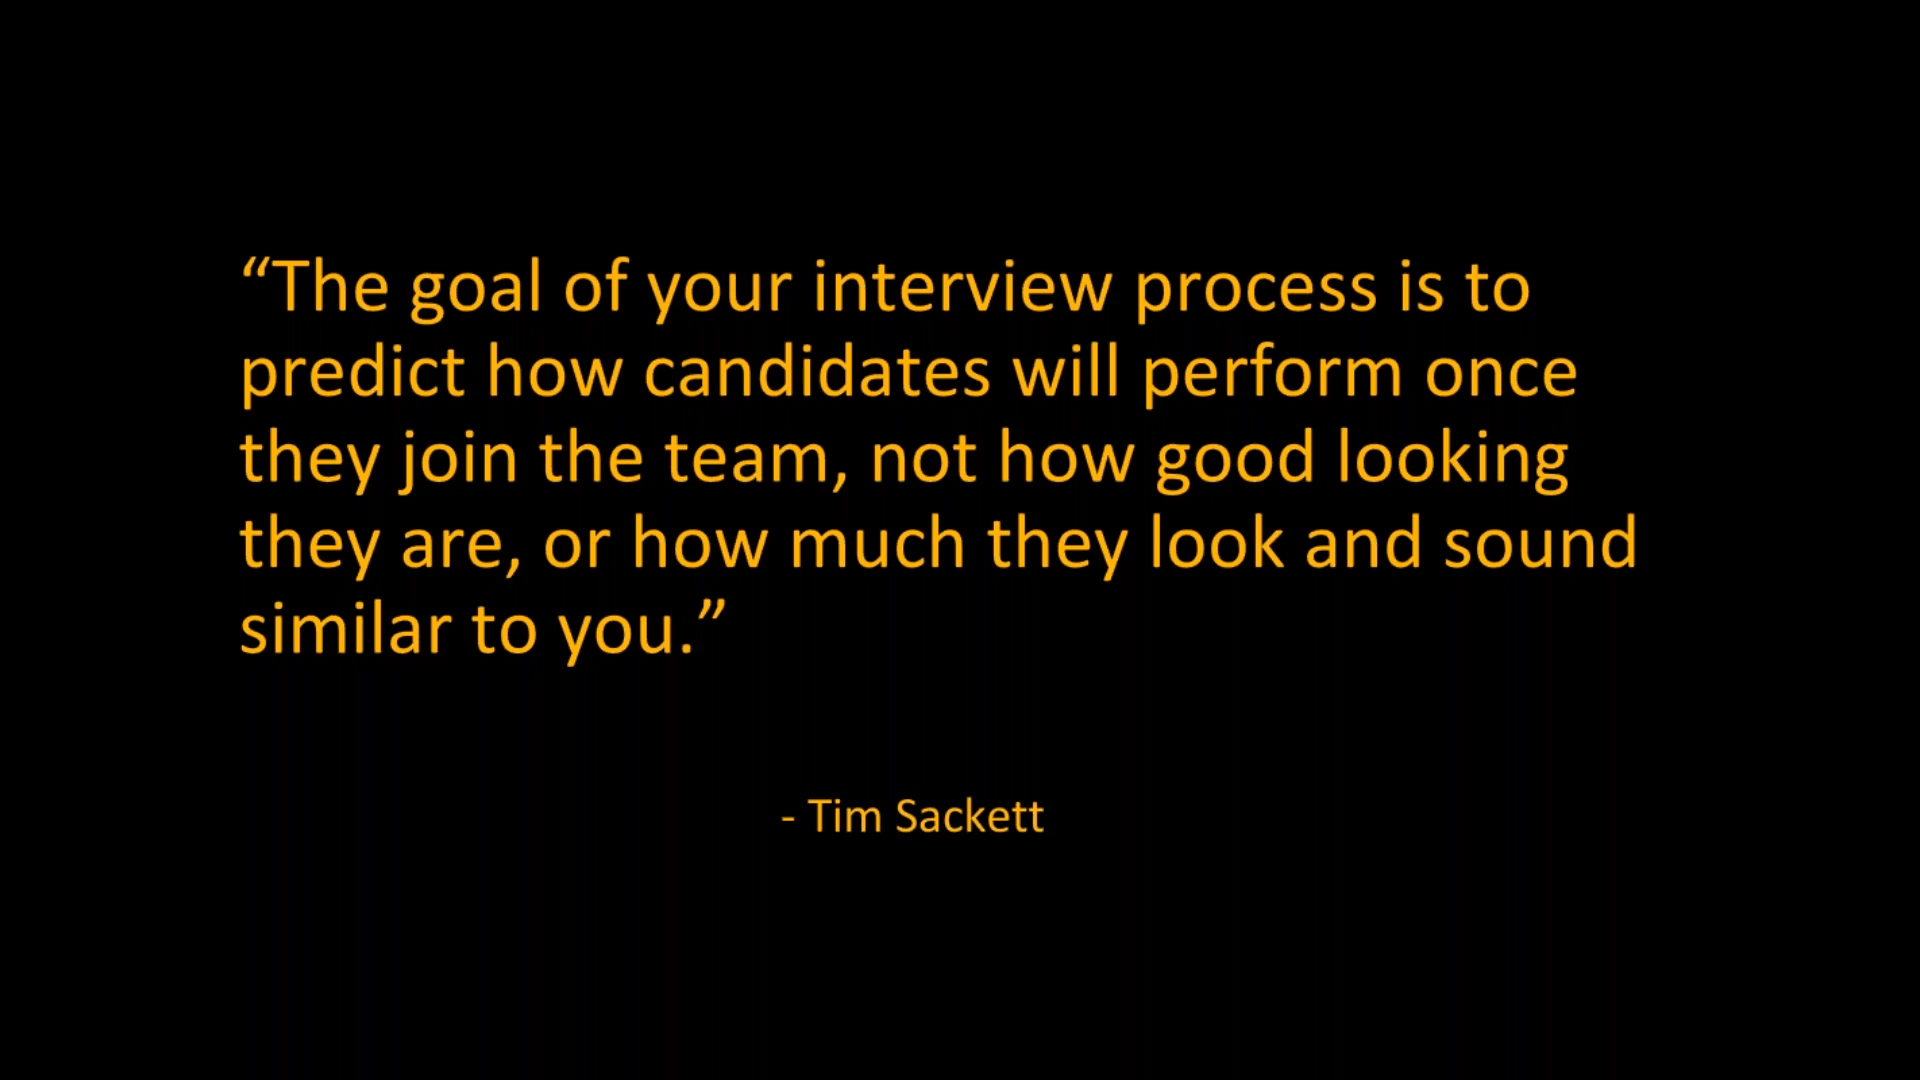 “The goal of your interview process is to
predict how candidates will perform once
they join the team, not how good looking
they are, or how much they look and sound
similar to you.”
- Tim Sackett